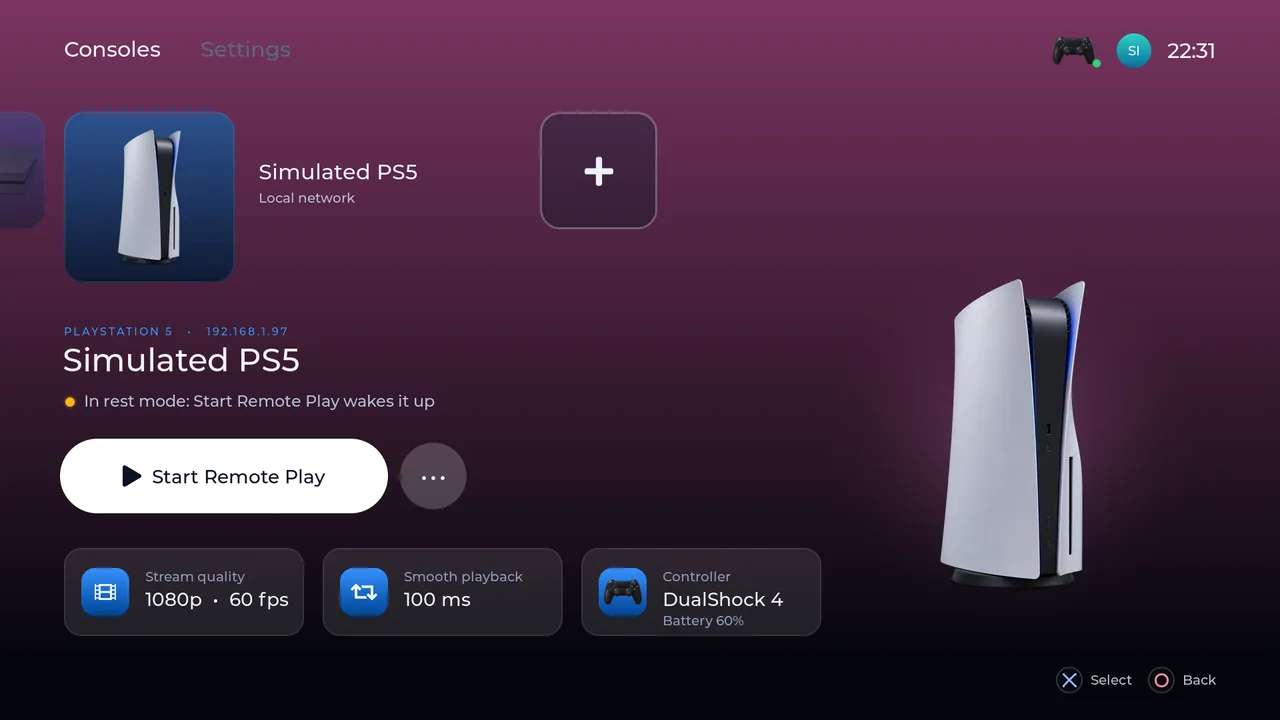 Consoles Settings SI 22:31
Simulated PS5
Local network
PLAYSTATION 5 • 192.168.1.97
Simulated PS5
In rest mode: Start Remote Play wakes it up
Start Remote Play ...
Stream quality
1080p • 60 fps
Smooth playback
100 ms
Controller
DualShock 4
Battery 60%
Select Back